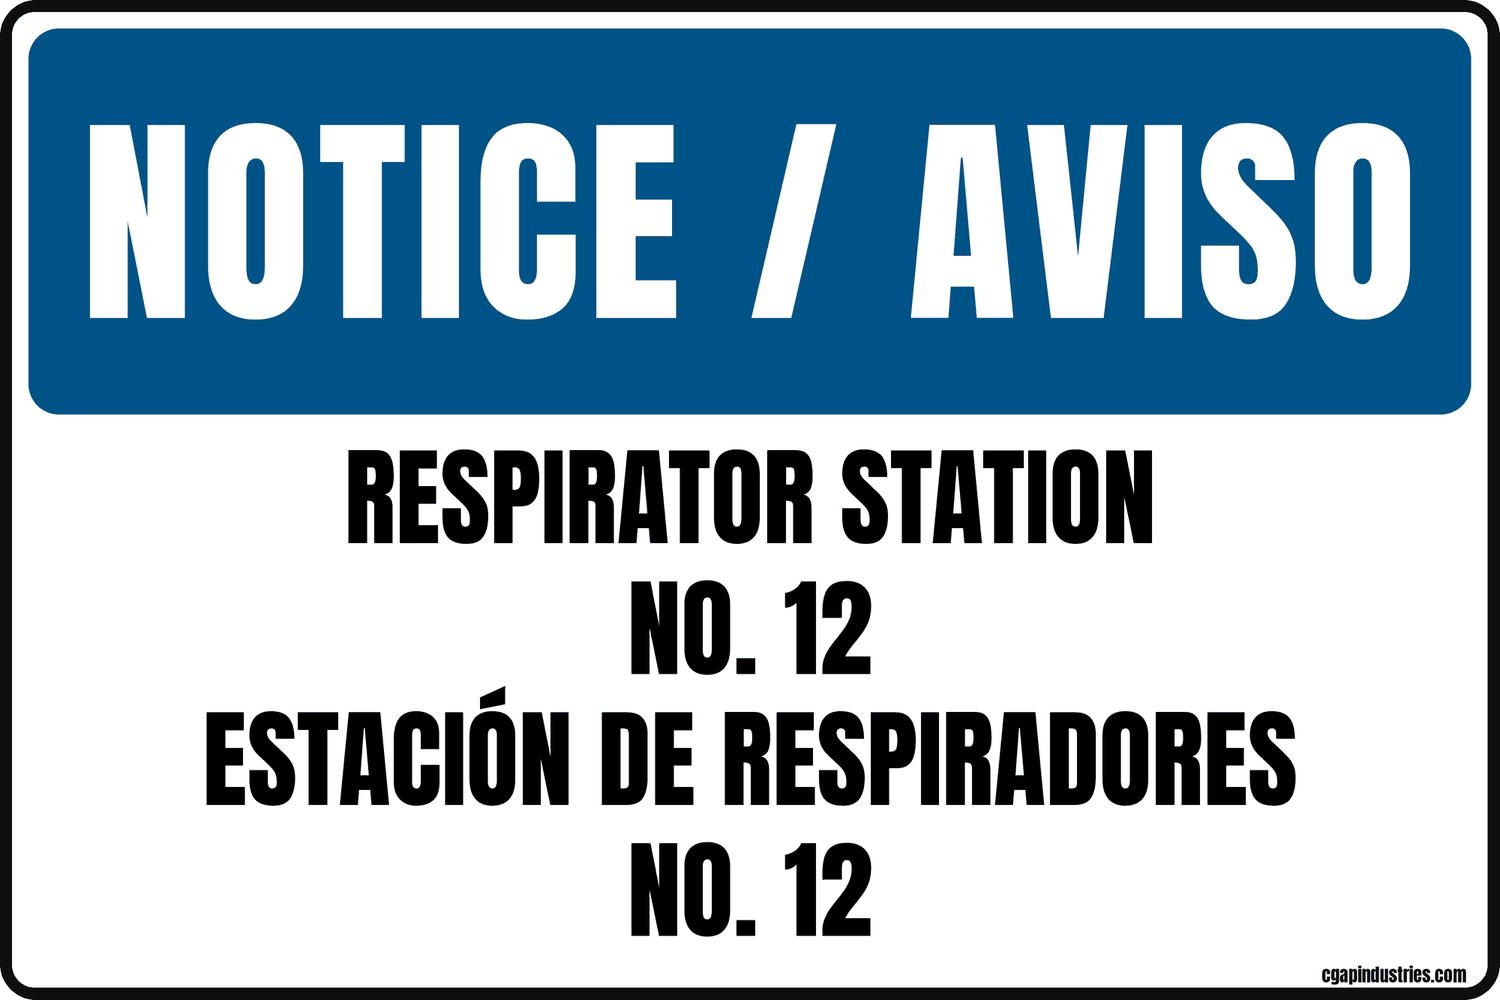 NOTICE / AVISO
RESPIRATOR STATION
NO. 12
ESTACIÓN DE RESPIRADORES
NO. 12
cgapindustries.com